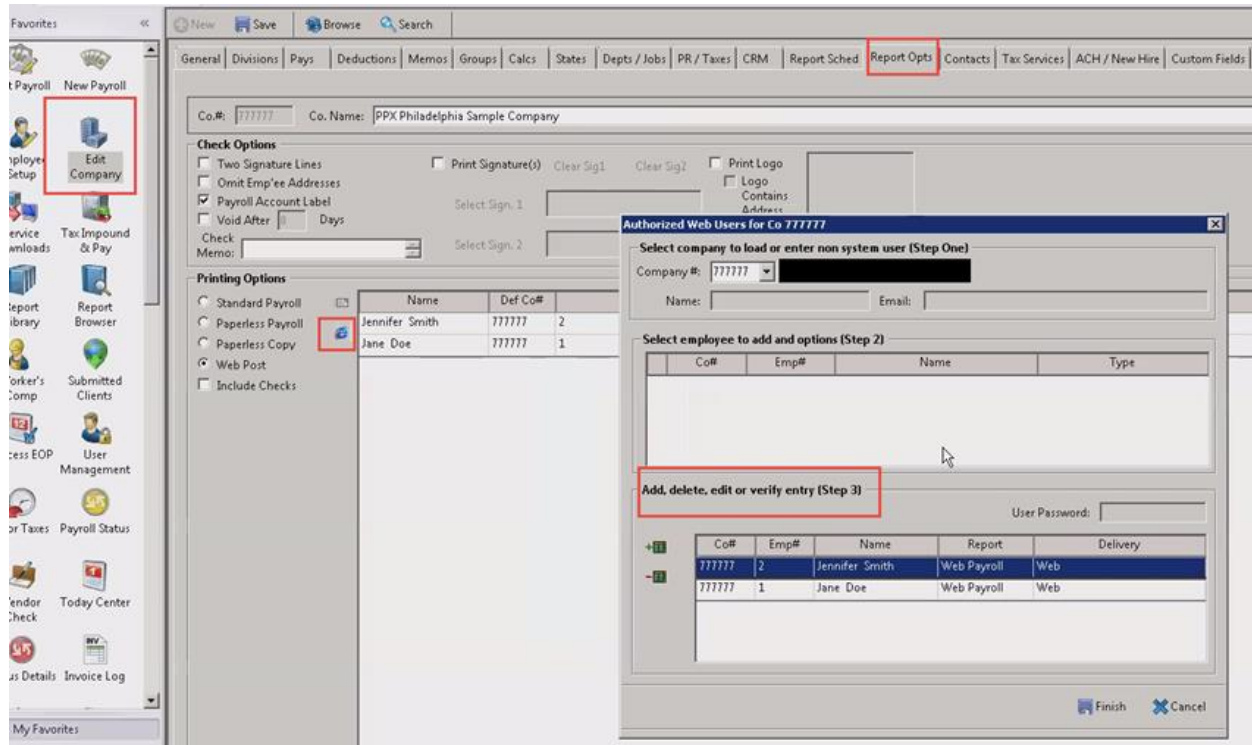 Favorites «
New Save Browse Search
General Divisions Pays Deductions Memos Groups Calcs States Depts / Jobs PR / Taxes CRM Report Sched Report Opts Contacts Tax Services ACH / New Hire Custom Fields
t Payroll New Payroll
Co.#: 777777 Co. Name: PPX Philadelphia Sample Company
Check Options
Two Signature Lines
Print Signature(s) Clear Sig1 Clear Sig2
Print Logo
Omit Emp'ee Addresses
Logo
Contains
Address
Payroll Account Label
Select Sign. 1
Void After 0 Days
Check
Memo:
Select Sign. 2
ployee
Setup
Edit
Company
ervice
wnloads
Tax Impound
& Pay
Printing Options
Standard Payroll
Paperless Payroll
Paperless Copy
Web Post
Include Checks
Name Def Co#
Jennifer Smith 777777 2
Jane Doe 777777 1
Report
ibrary
Report
Browser
orker's
Comp
Submitted
Clients
cess EOP
User
Management
or Taxes Payroll Status
endor
Check
Today Center
us Details Invoice Log
My Favorites
Authorized Web Users for Co 777777
Select company to load or enter non system user (Step One)
Company #: 777777
Name: Email:
Select employee to add and options (Step 2)
Co# Emp# Name Type
Add, delete, edit or verify entry (Step 3)
User Password:
Co# Emp# Name Report Delivery
777777 2 Jennifer Smith Web Payroll Web
777777 1 Jane Doe Web Payroll Web
Finish Cancel